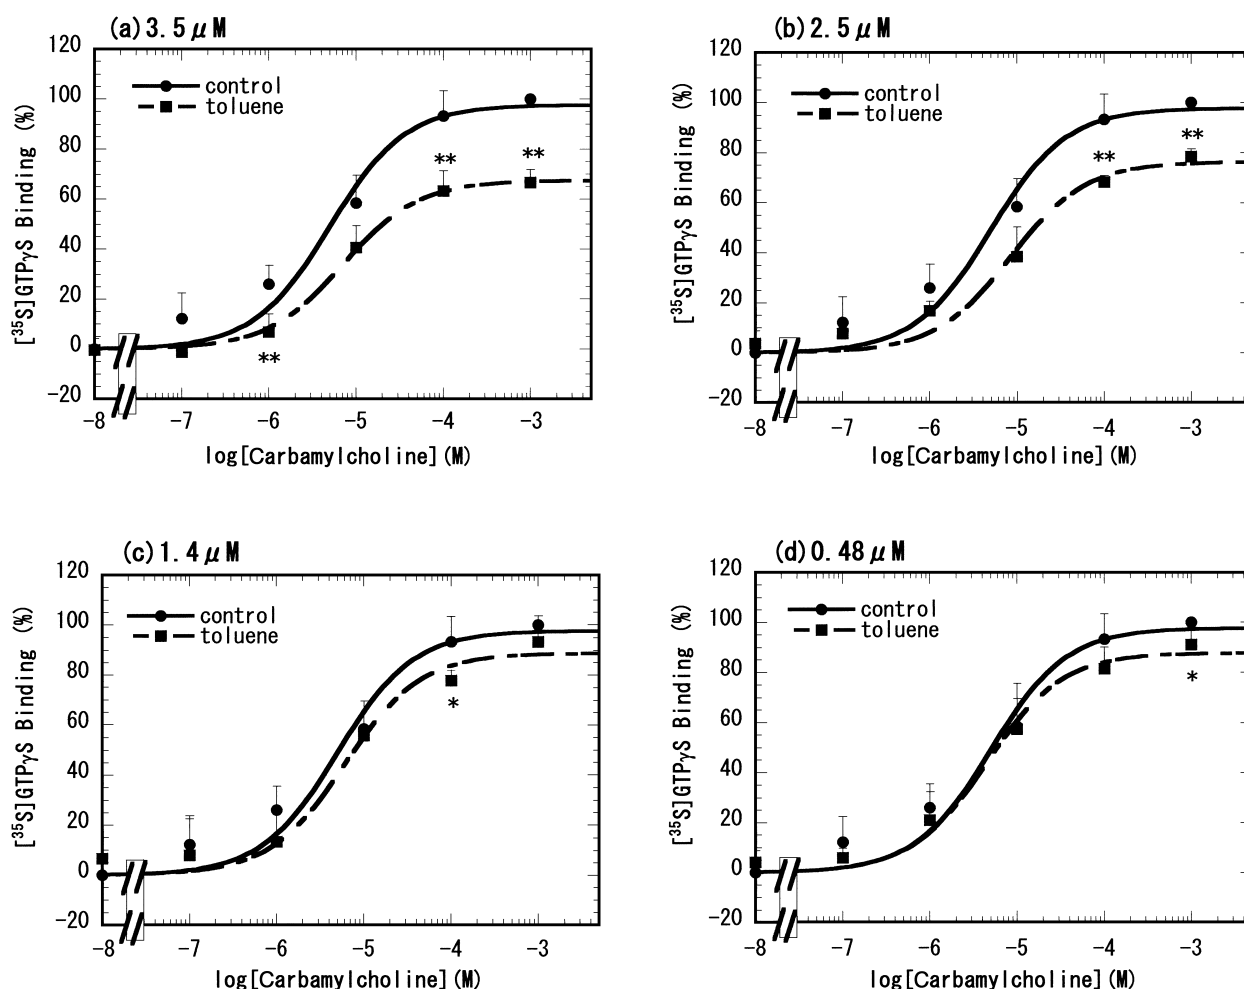 (a) 3.5 μM
120
100
80
60
40
20
0
-20
[³⁵S]GTPγS Binding (%)
control
toluene
**
**
**
-8 -7 -6 -5 -4 -3
log[Carbamylcholine] (M)
(b) 2.5 μM
120
100
80
60
40
20
0
-20
[³⁵S]GTPγS Binding (%)
control
toluene
**
**
-8 -7 -6 -5 -4 -3
log[Carbamylcholine] (M)
(c) 1.4 μM
120
100
80
60
40
20
0
-20
[³⁵S]GTPγS Binding (%)
control
toluene
*
-8 -7 -6 -5 -4 -3
log[Carbamylcholine] (M)
(d) 0.48 μM
120
100
80
60
40
20
0
-20
[³⁵S]GTPγS Binding (%)
control
toluene
*
-8 -7 -6 -5 -4 -3
log[Carbamylcholine] (M)